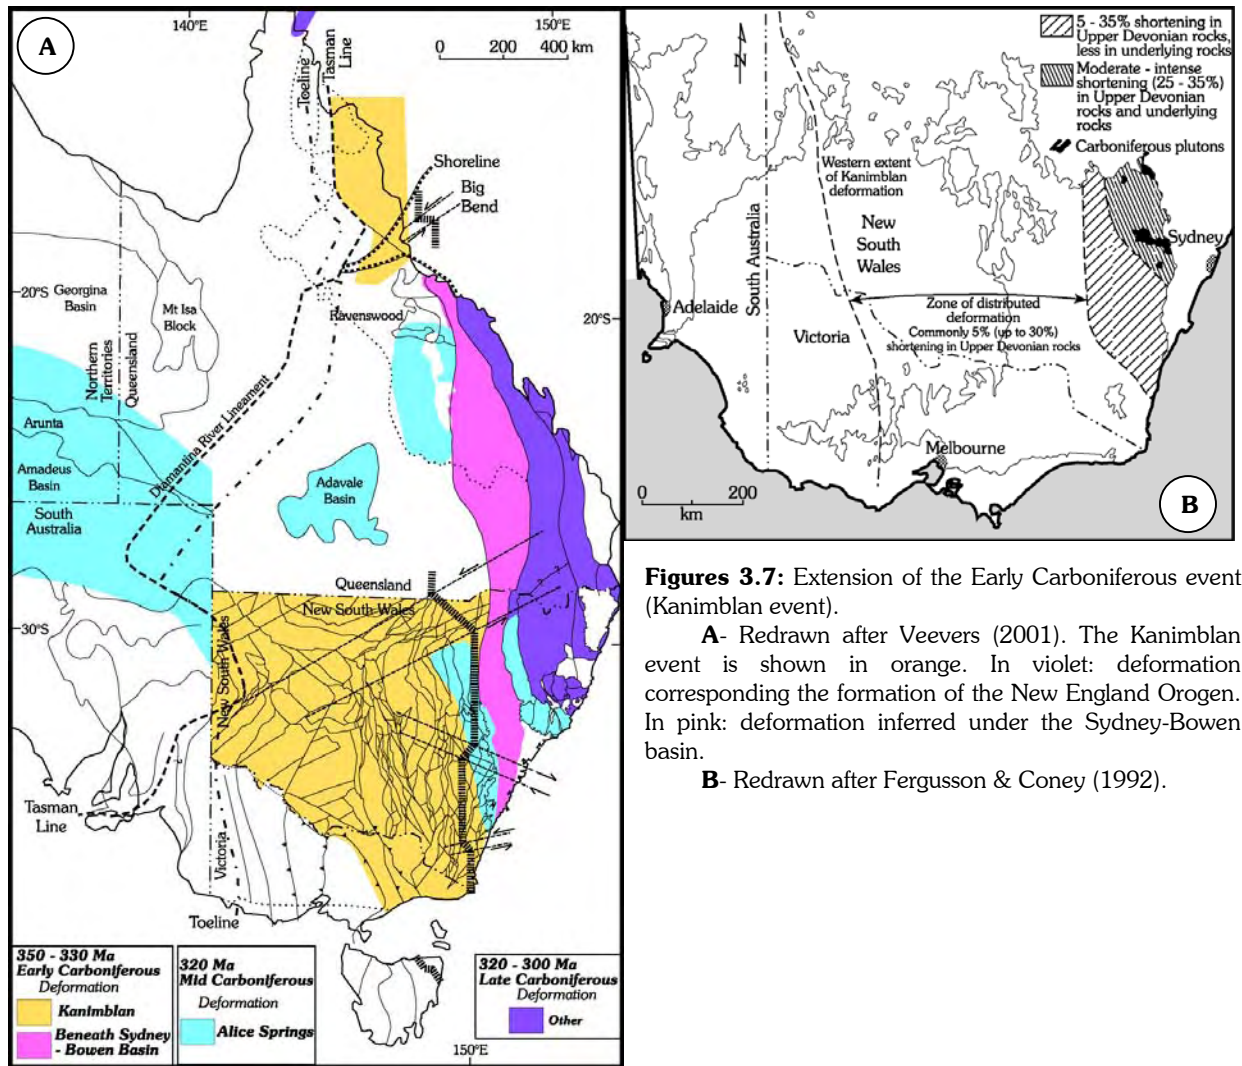 A
140°E
150°E
0 200 400 km
Toeline
Tasman
Line
Shoreline
Big
Bend
20°S
20°S
Georgina
Basin
Mt Isa
Block
Ravenswood
Northern
Territories
Queensland
Diamantina River Lineament
Arunta
Amadeus
Basin
South
Australia
Adavale
Basin
Queensland
New South Wales
30°S
New South Wales
Tasman
Line
Victoria
Toeline
350 - 330 Ma
Early Carboniferous
Deformation
Kanimblan
Beneath Sydney
- Bowen Basin
320 Ma
Mid Carboniferous
Deformation
Alice Springs
320 - 300 Ma
Late Carboniferous
Deformation
Other
150°E
N
5 - 35% shortening in
Upper Devonian rocks,
less in underlying rocks
Moderate - intense
shortening (25 - 35%)
in Upper Devonian
rocks and underlying
rocks
Carboniferous plutons
Western extent
of Kanimblan
deformation
New
South
Wales
South Australia
Sydney
Adelaide
Zone of distributed
deformation
Commonly 5% (up to 30%)
shortening in Upper Devonian rocks
Victoria
Melbourne
0 200
km
B
Figures 3.7: Extension of the Early Carboniferous event
(Kanimblan event).
A- Redrawn after Veevers (2001). The Kanimblan
event is shown in orange. In violet: deformation
corresponding the formation of the New England Orogen.
In pink: deformation inferred under the Sydney-Bowen
basin.
B- Redrawn after Fergusson & Coney (1992).